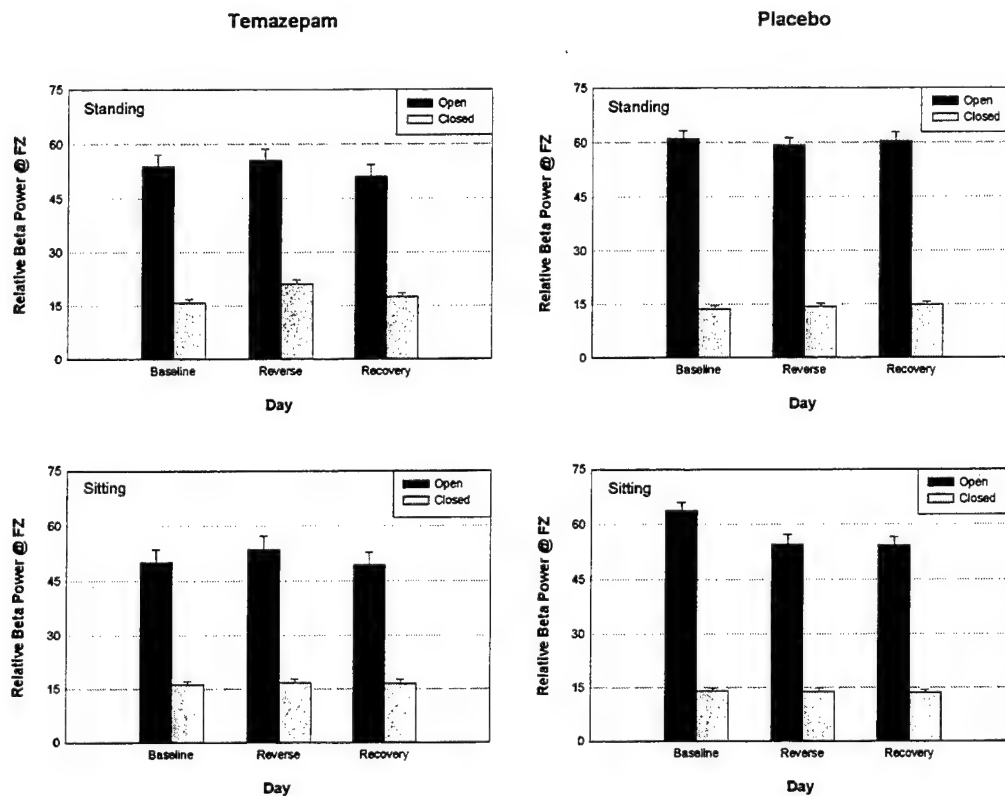 Temazepam
Placebo
75
60
45
30
15
0
Relative Beta Power @ FZ
Standing
Open
Closed
Baseline
Reverse
Recovery
Day
75
60
45
30
15
0
Relative Beta Power @ FZ
Standing
Open
Closed
Baseline
Reverse
Recovery
Day
75
60
45
30
15
0
Relative Beta Power @ FZ
Sitting
Open
Closed
Baseline
Reverse
Recovery
Day
75
60
45
30
15
0
Relative Beta Power @ FZ
Sitting
Open
Closed
Baseline
Reverse
Recovery
Day